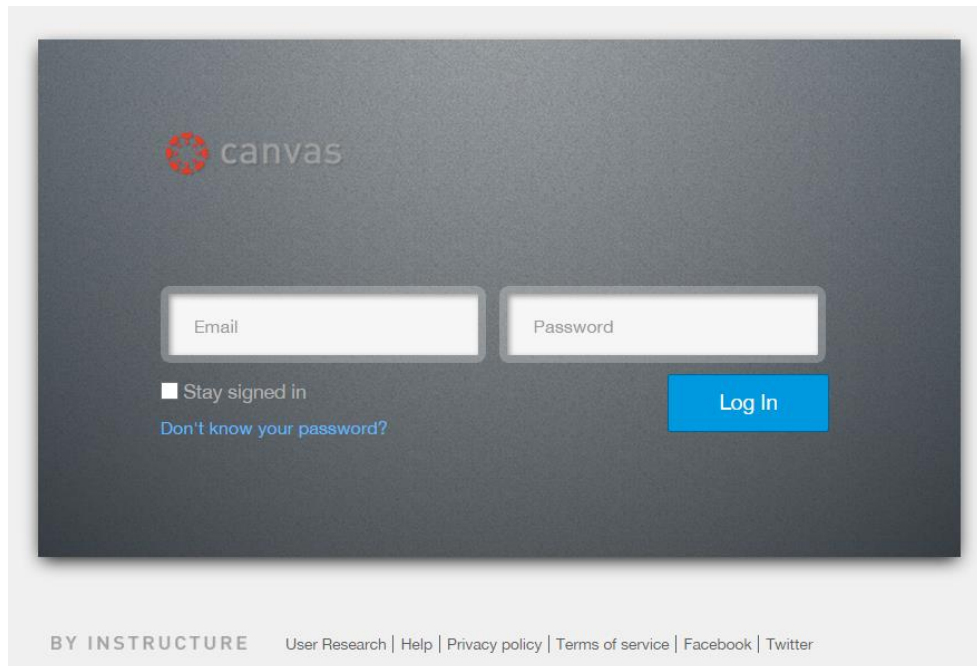 canvas
Email Password
Stay signed in
Log In
Don't know your password?
BY INSTRUCTURE User Research | Help | Privacy policy | Terms of service | Facebook | Twitter